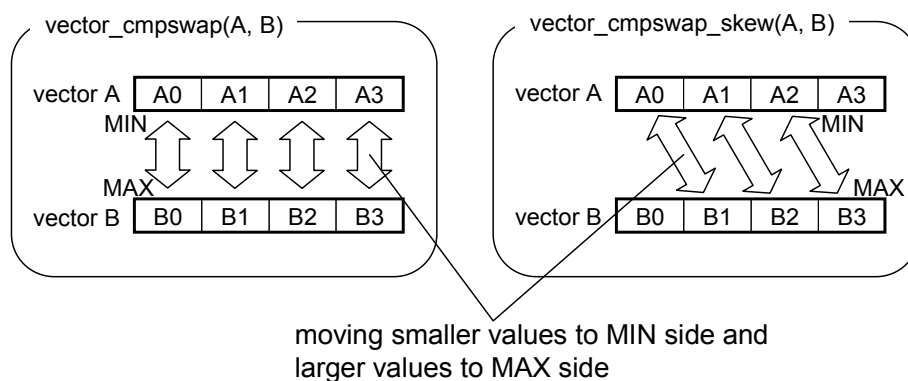 vector_cmpswap(A, B)
vector A A0 A1 A2 A3
MIN
MAX
vector B B0 B1 B2 B3
vector_cmpswap_skew(A, B)
vector A A0 A1 A2 A3
MIN
MAX
vector B B0 B1 B2 B3
moving smaller values to MIN side and
larger values to MAX side